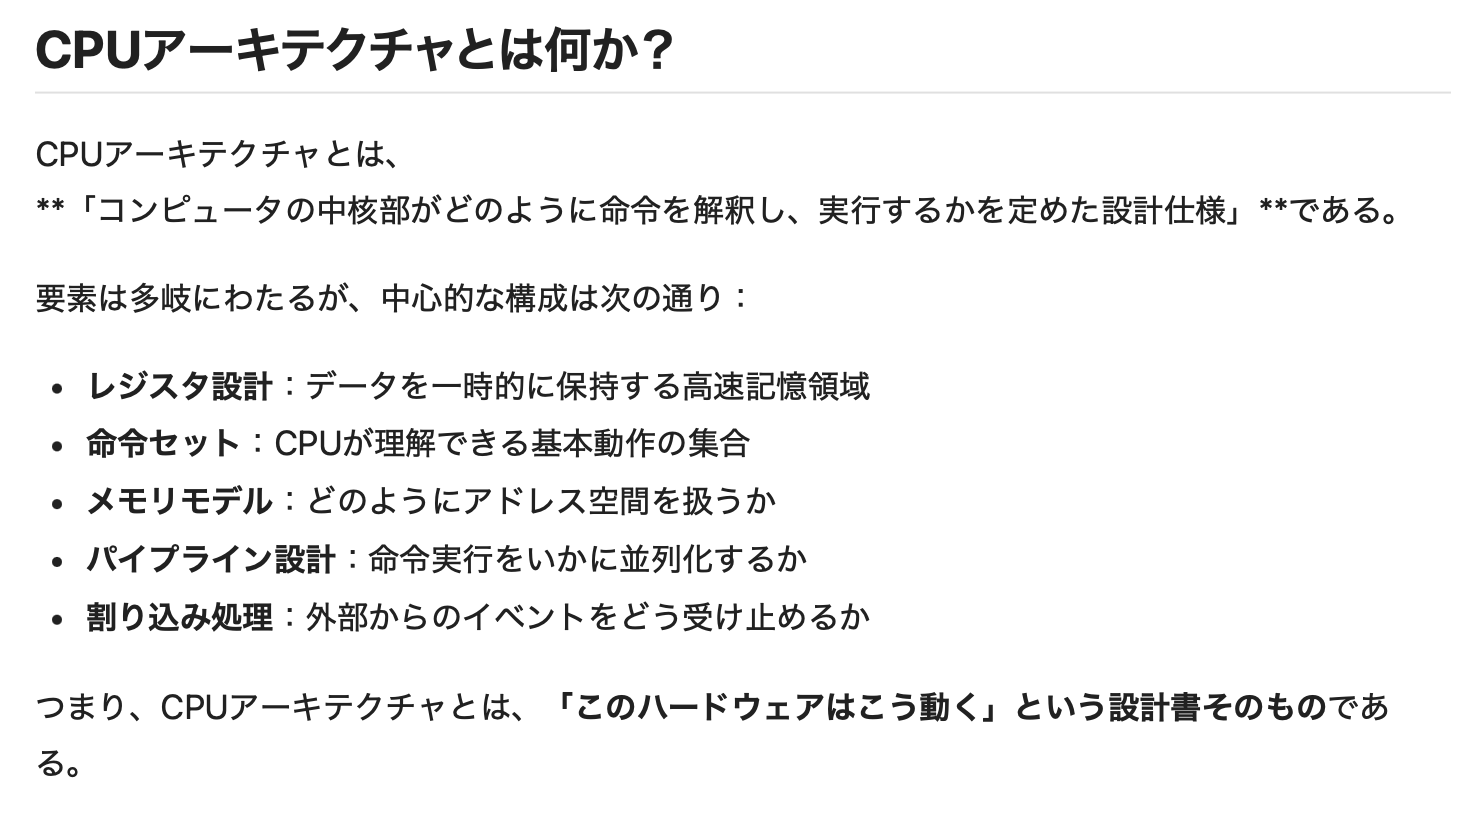 CPUアーキテクチャとは何か？
CPUアーキテクチャとは、
**「コンピュータの中核部がどのように命令を解釈し、実行するかを定めた設計仕様」**である。
要素は多岐にわたるが、中心的な構成は次の通り：
• レジスタ設計：データを一時的に保持する高速記憶領域
• 命令セット：CPUが理解できる基本動作の集合
• メモリモデル：どのようにアドレス空間を扱うか
• パイプライン設計：命令実行をいかに並列化するか
• 割り込み処理：外部からのイベントをどう受け止めるか
つまり、CPUアーキテクチャとは、「このハードウェアはこう動く」という設計書そのものであ
る。